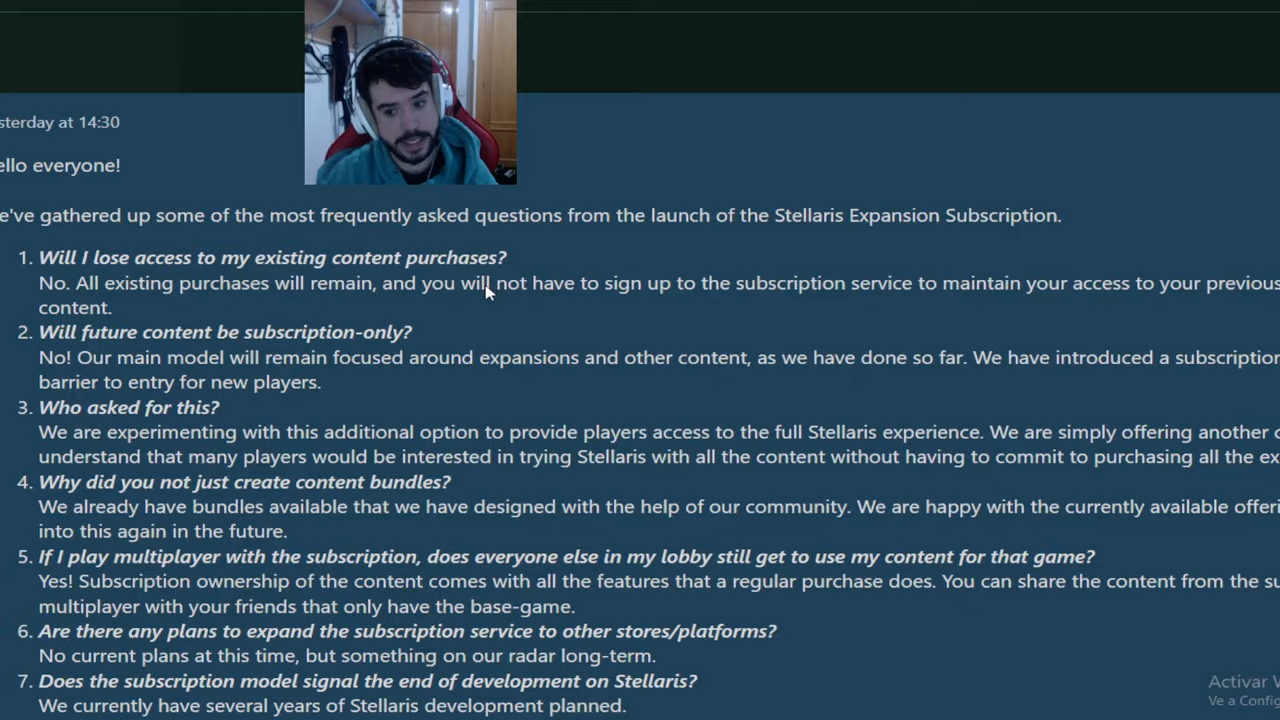 sterday at 14:30
ello everyone!
e've gathered up some of the most frequently asked questions from the launch of the Stellaris Expansion Subscription.
1. Will I lose access to my existing content purchases?
No. All existing purchases will remain, and you will not have to sign up to the subscription service to maintain your access to your previous
content.
2. Will future content be subscription-only?
No! Our main model will remain focused around expansions and other content, as we have done so far. We have introduced a subscription
barrier to entry for new players.
3. Who asked for this?
We are experimenting with this additional option to provide players access to the full Stellaris experience. We are simply offering another
understand that many players would be interested in trying Stellaris with all the content without having to commit to purchasing all the ex
4. Why did you not just create content bundles?
We already have bundles available that we have designed with the help of our community. We are happy with the currently available offeri
into this again in the future.
5. If I play multiplayer with the subscription, does everyone else in my lobby still get to use my content for that game?
Yes! Subscription ownership of the content comes with all the features that a regular purchase does. You can share the content from the su
multiplayer with your friends that only have the base-game.
6. Are there any plans to expand the subscription service to other stores/platforms?
No current plans at this time, but something on our radar long-term.
7. Does the subscription model signal the end of development on Stellaris?
Activar
We currently have several years of Stellaris development planned.
Ve a Config